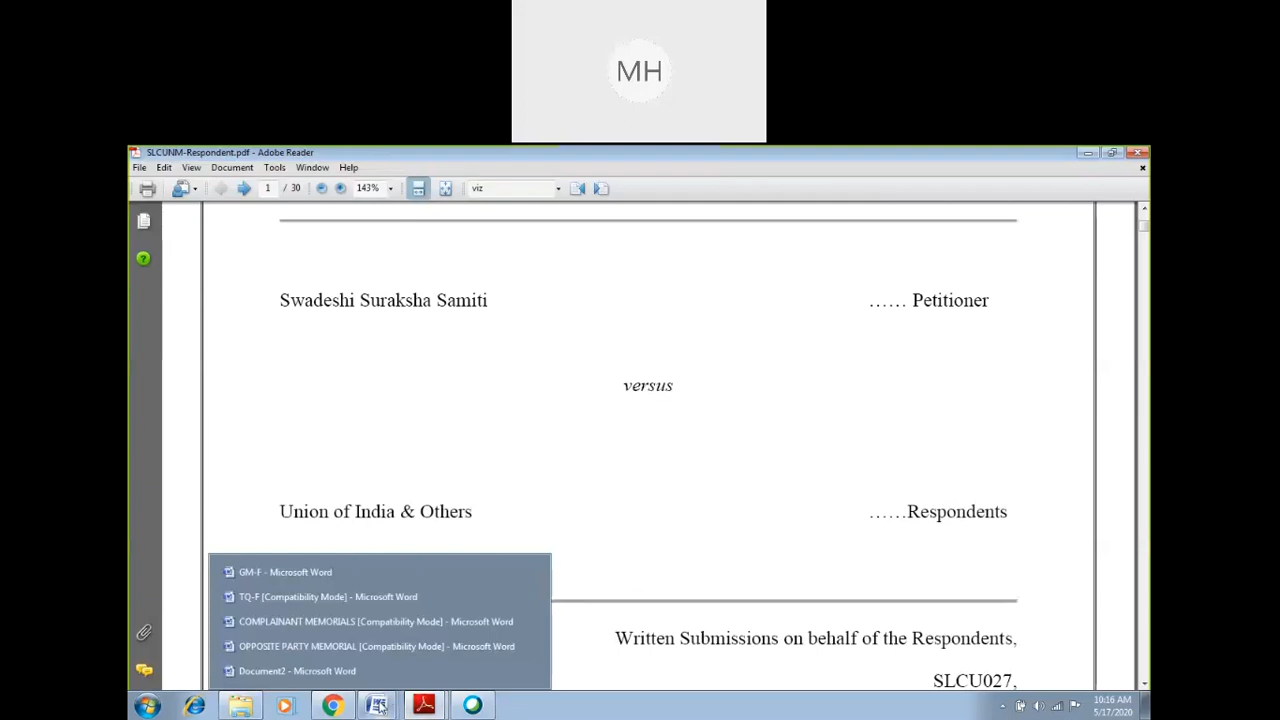 MH
SLCUNM-Respondent.pdf - Adobe Reader
File Edit View Document Tools Window Help
1 / 30 143% viz
Swadeshi Suraksha Samiti …… Petitioner
versus
Union of India & Others ……Respondents
GM-F - Microsoft Word
TQ-F [Compatibility Mode] - Microsoft Word
COMPLAINANT MEMORIALS [Compatibility Mode] - Microsoft Word
OPPOSITE PARTY MEMORIAL [Compatibility Mode] - Microsoft Word
Document2 - Microsoft Word
Written Submissions on behalf of the Respondents,
SLCU027,
10:16 AM
5/17/2020